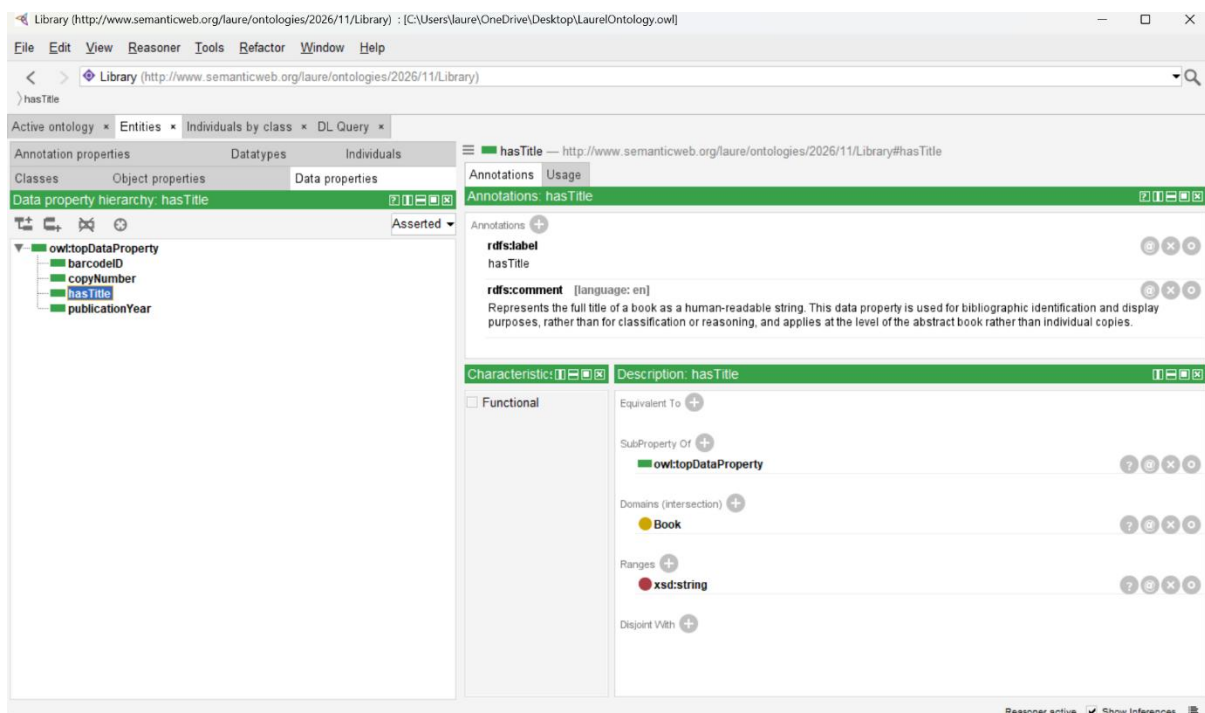 Library (http://www.semanticweb.org/laure/ontologies/2026/11/Library) : [C:\Users\laure\OneDrive\Desktop\LaurelOntology.owl]
File Edit View Reasoner Tools Refactor Window Help
Library (http://www.semanticweb.org/laure/ontologies/2026/11/Library)
hasTitle
Active ontology × Entities × Individuals by class × DL Query ×
Annotation properties Datatypes Individuals
Classes Object properties Data properties
Data property hierarchy: hasTitle
Asserted
owl:topDataProperty
barcodeID
copyNumber
hasTitle
publicationYear
hasTitle — http://www.semanticweb.org/laure/ontologies/2026/11/Library#hasTitle
Annotations Usage
Annotations: hasTitle
Annotations
rdfs:label
hasTitle
rdfs:comment [language: en]
Represents the full title of a book as a human-readable string. This data property is used for bibliographic identification and display
purposes, rather than for classification or reasoning, and applies at the level of the abstract book rather than individual copies.
Characteristic:
Functional
Description: hasTitle
Equivalent To
SubProperty Of
owl:topDataProperty
Domains (intersection)
Book
Ranges
xsd:string
Disjoint With
Reasoner active Show Inferences